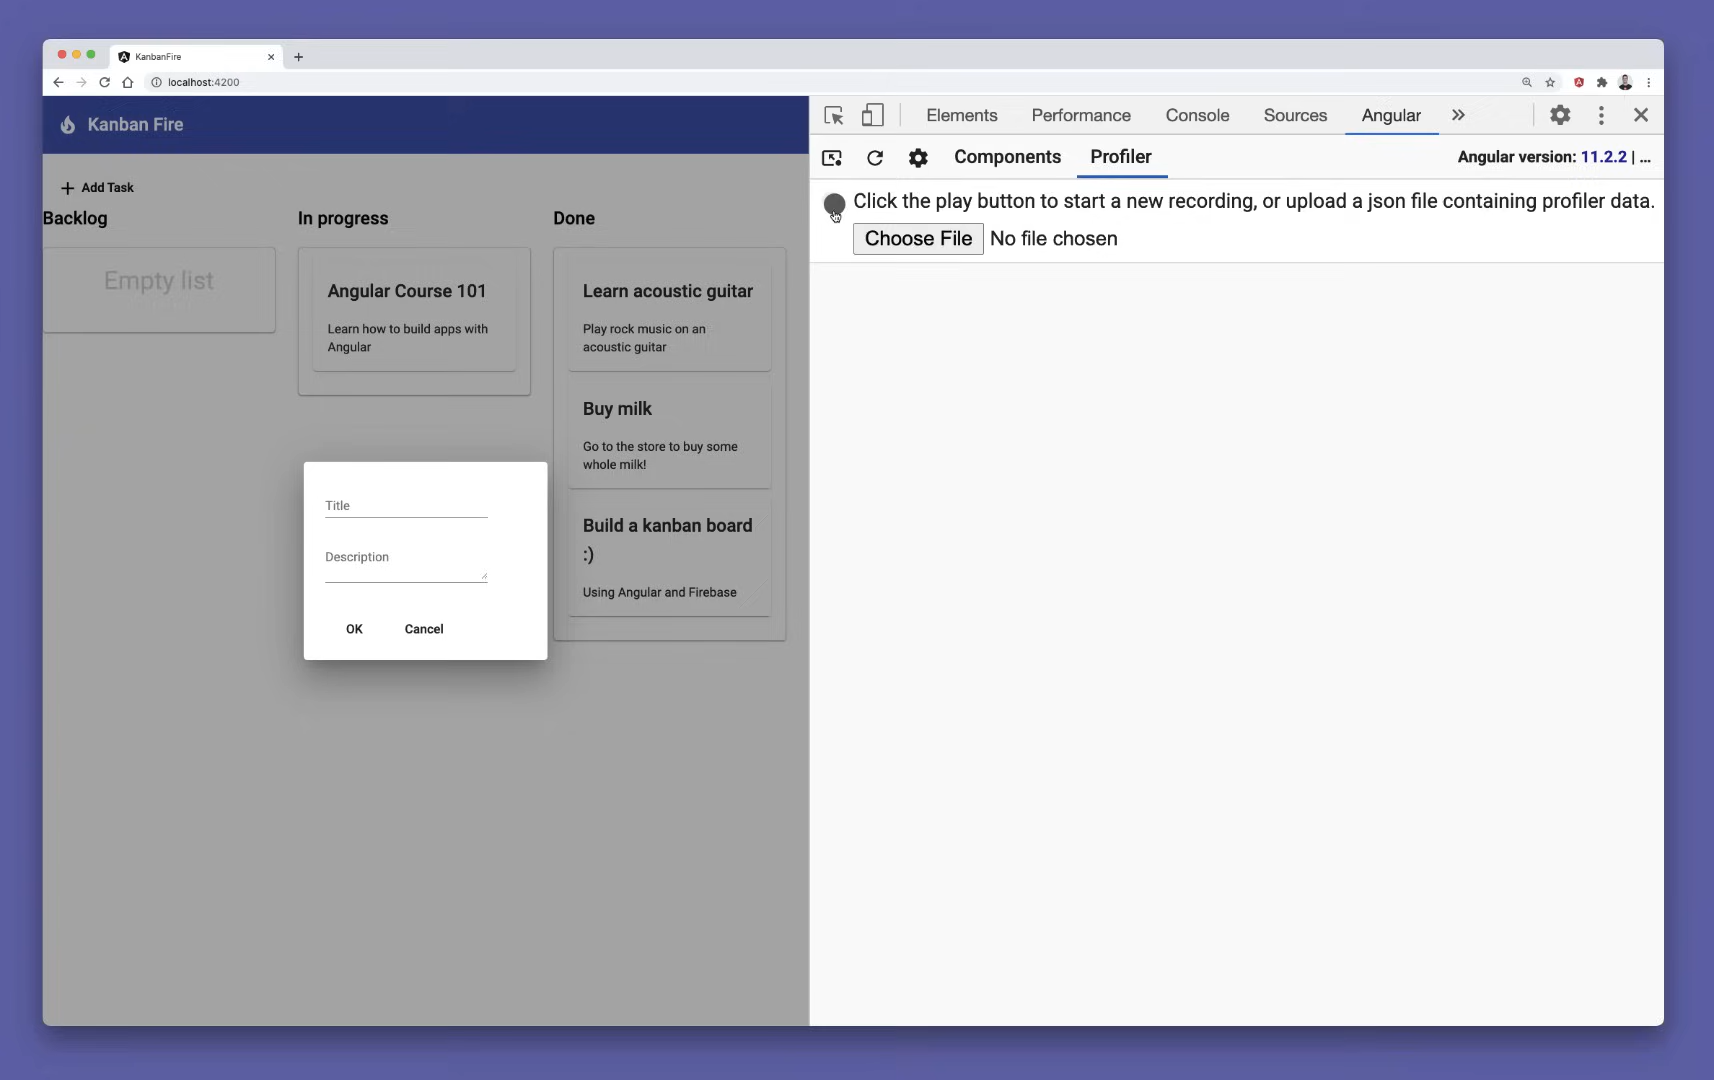 KanbanFire
localhost:4200
Kanban Fire
Add Task
Backlog
In progress
Done
Empty list
Angular Course 101
Learn how to build apps with
Angular
Learn acoustic guitar
Play rock music on an
acoustic guitar
Buy milk
Go to the store to buy some
whole milk!
Build a kanban board
:)
Using Angular and Firebase
Title
Description
OK
Cancel
Elements
Performance
Console
Sources
Angular
Components
Profiler
Angular version: 11.2.2 | ...
Click the play button to start a new recording, or upload a json file containing profiler data.
Choose File No file chosen